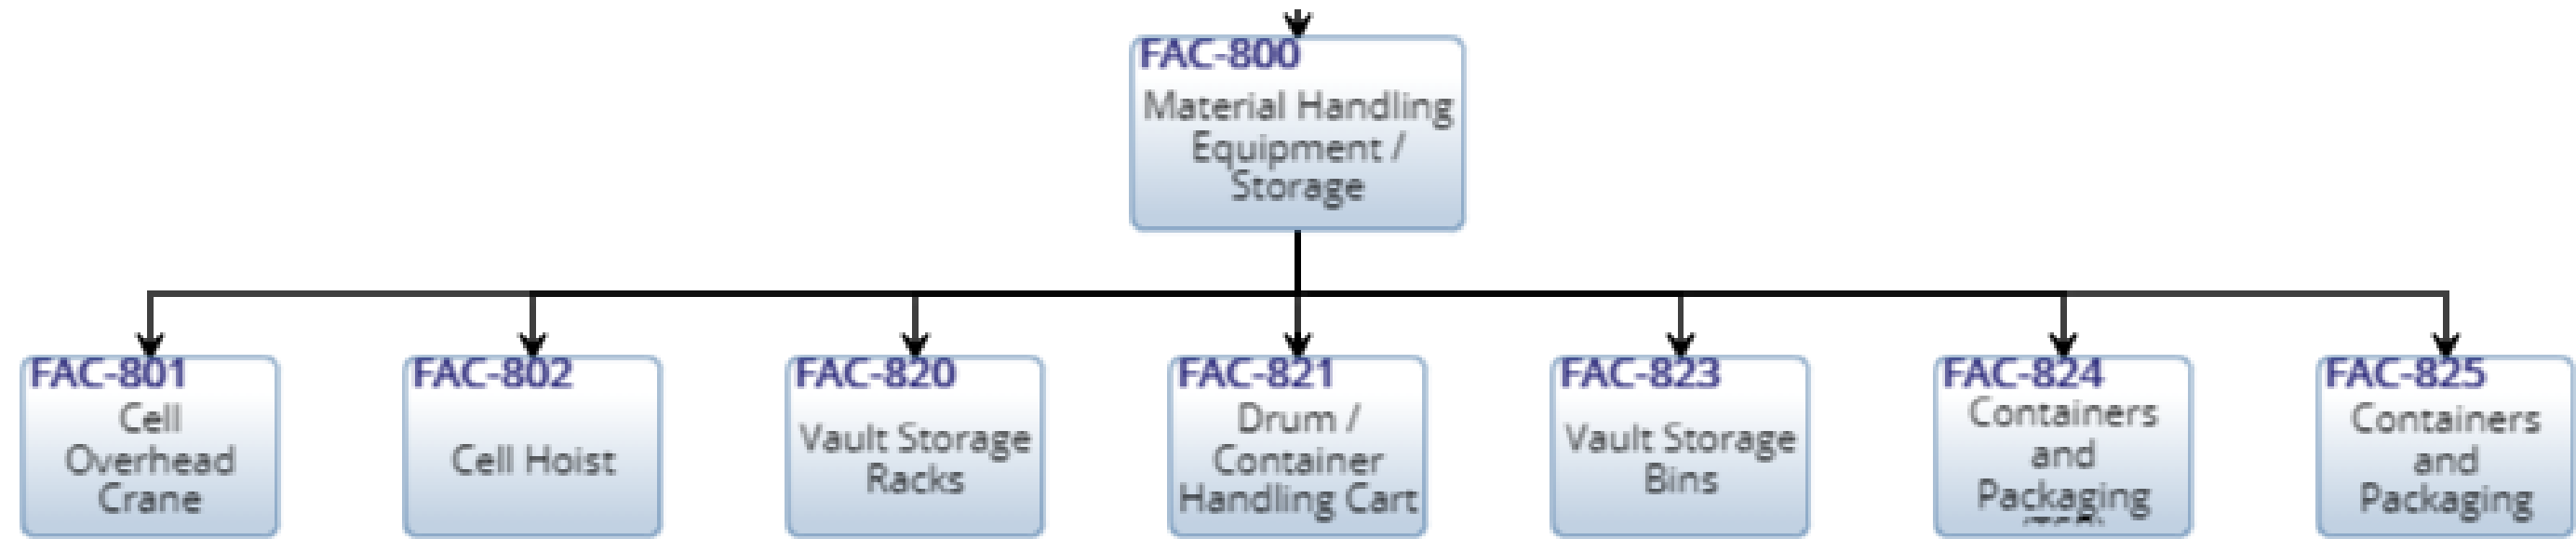 FAC-800
Material Handling
Equipment /
Storage
FAC-801
Cell
Overhead
Crane
FAC-802
Cell Hoist
FAC-820
Vault Storage
Racks
FAC-821
Drum /
Container
Handling Cart
FAC-823
Vault Storage
Bins
FAC-824
Containers
and
Packaging
FAC-825
Containers
and
Packaging